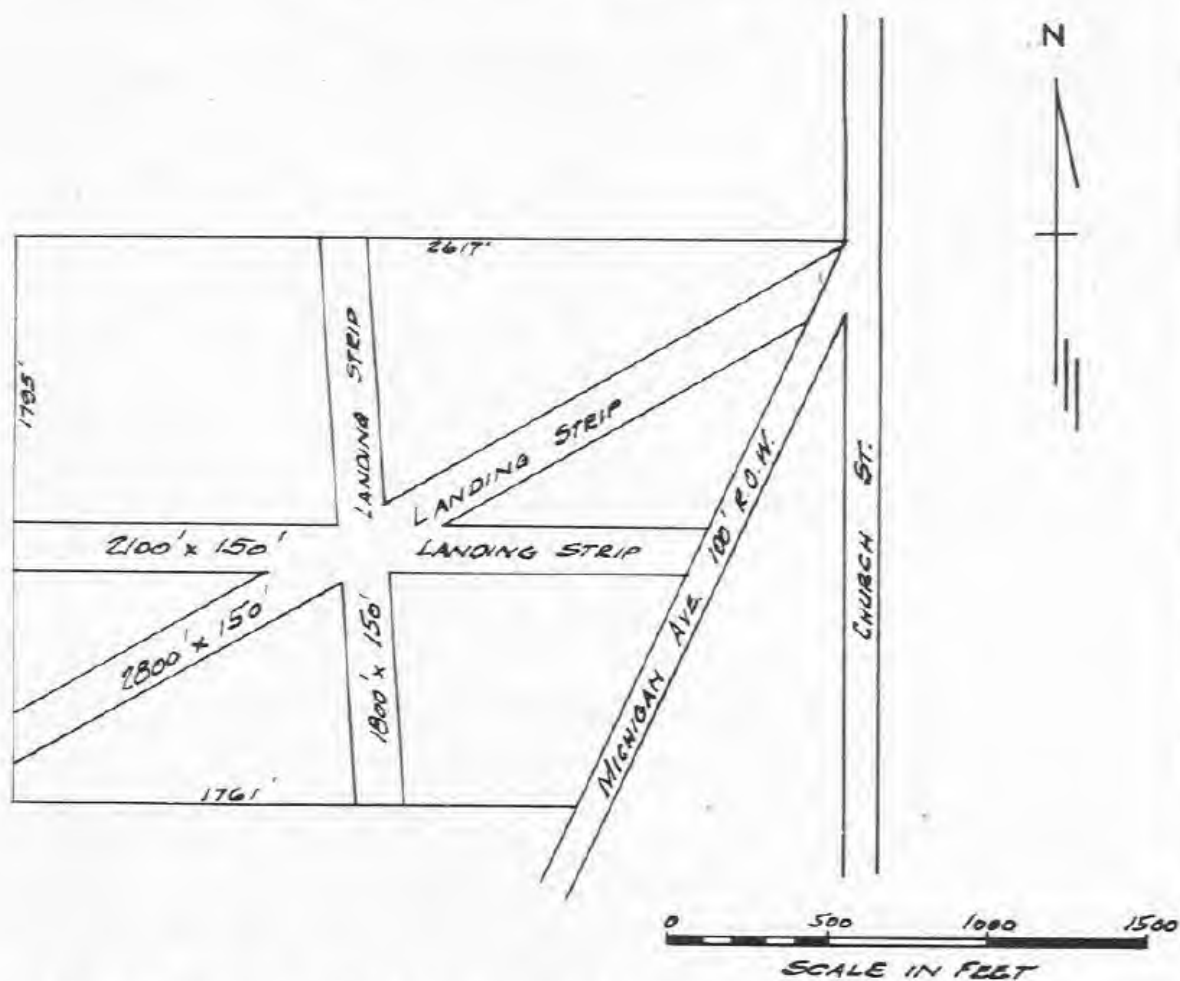 N
2617'
LANDING STRIP
1795'
LANDING STRIP
2100' x 150'
LANDING STRIP
MICHIGAN AVE. 100' R.O.W.
CHURCH ST.
2800' x 150'
1800' x 150'
1761'
0 500 1000 1500
SCALE IN FEET